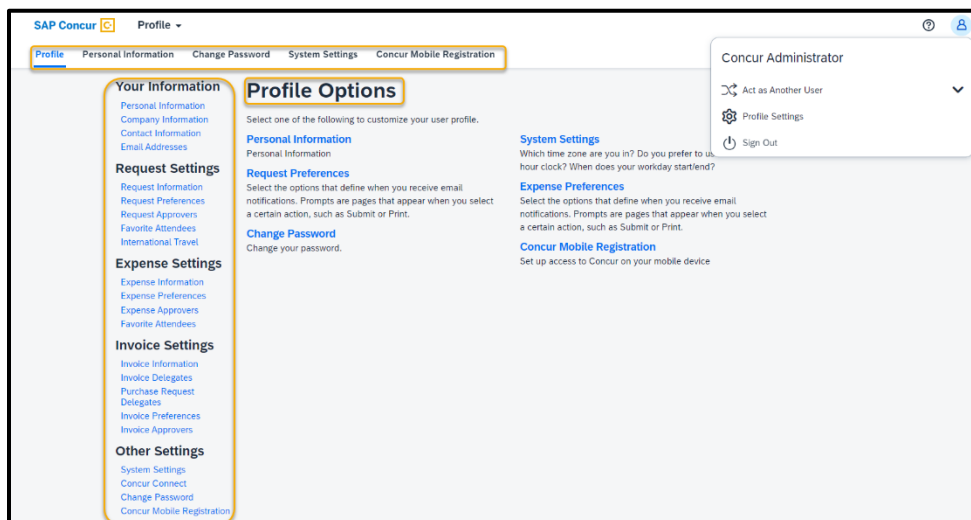 SAP Concur C Profile
Profile Personal Information Change Password System Settings Concur Mobile Registration
Concur Administrator
Act as Another User
Profile Settings
Sign Out
Your Information
Personal Information
Company Information
Contact Information
Email Addresses
Request Settings
Request Information
Request Preferences
Request Approvers
Favorite Attendees
International Travel
Expense Settings
Expense Information
Expense Preferences
Expense Approvers
Favorite Attendees
Invoice Settings
Invoice Information
Invoice Delegates
Purchase Request
Delegates
Invoice Preferences
Invoice Approvers
Other Settings
System Settings
Concur Connect
Change Password
Concur Mobile Registration
Profile Options
Select one of the following to customize your user profile.
Personal Information
Personal Information
Request Preferences
Select the options that define when you receive email
notifications. Prompts are pages that appear when you select
a certain action, such as Submit or Print.
Change Password
Change your password.
System Settings
Which time zone are you in? Do you prefer to
hour clock? When does your workday start/end?
Expense Preferences
Select the options that define when you receive email
notifications. Prompts are pages that appear when you select
a certain action, such as Submit or Print.
Concur Mobile Registration
Set up access to Concur on your mobile device